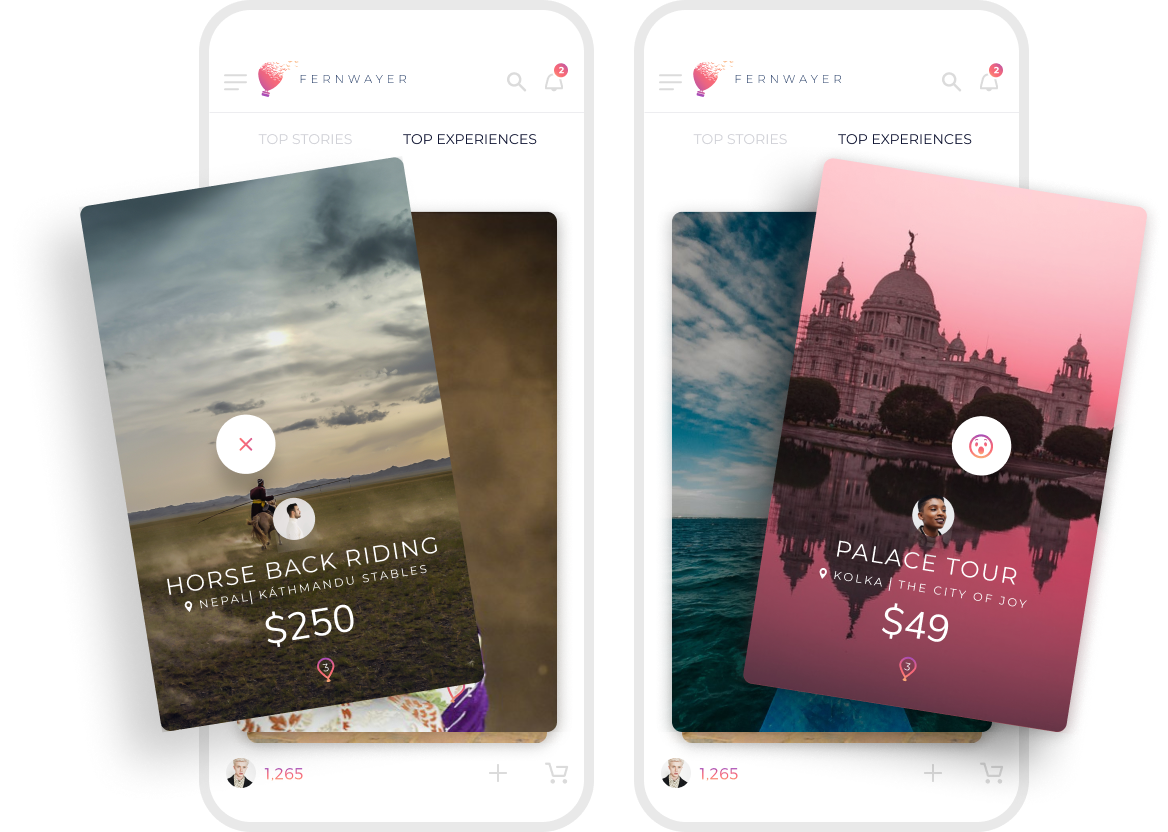 FERNWAYER
2
TOP STORIES
TOP EXPERIENCES
HORSE BACK RIDING
NEPAL| KÁTHMANDU STABLES
$250
3
1,265
FERNWAYER
2
TOP STORIES
TOP EXPERIENCES
PALACE TOUR
KOLKA | THE CITY OF JOY
$49
3
1,265